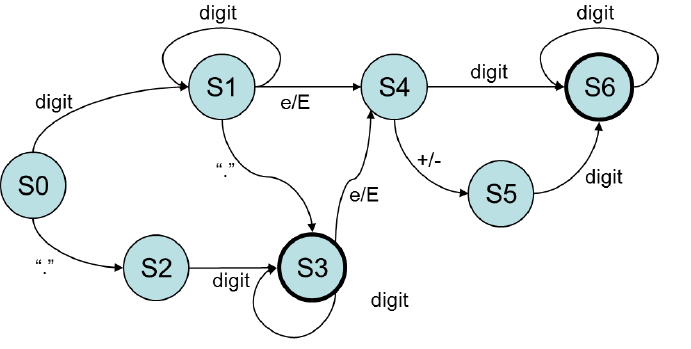 digit
digit
S1
S4
digit
S6
digit
e/E
S0
“.”
+/-
e/E
S5
digit
“.”
S2
digit
S3
digit